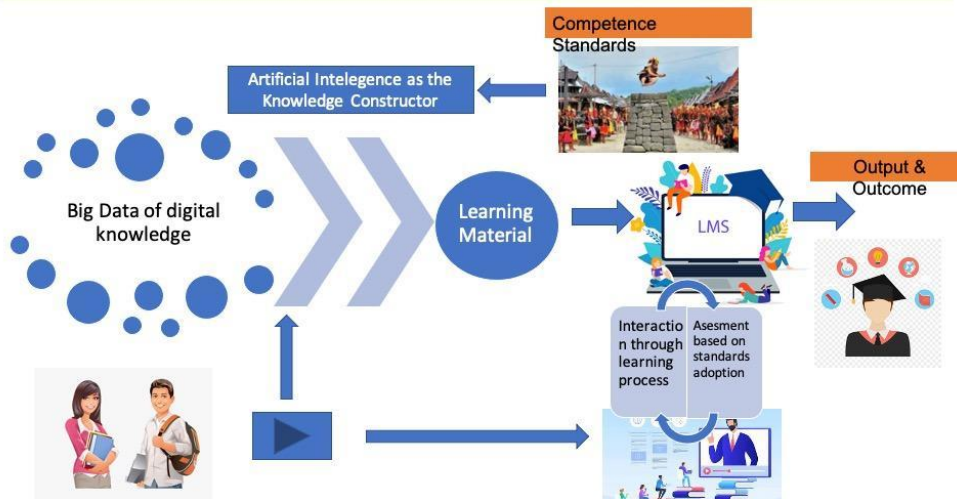 Competence
Standards
Artificial Intelegence as the
Knowledge Constructor
Output &
Outcome
Big Data of digital
knowledge
Learning
Material
LMS
Interactio
n through
learning
process
Asesment
based on
standards
adoption